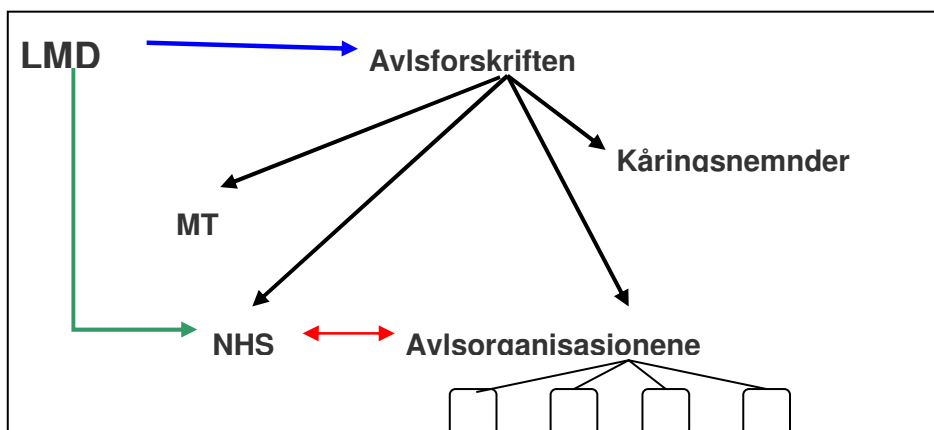 LMD
Avlsforskriften
Kåringsnemnder
MT
NHS
Avlsorganisasjonene